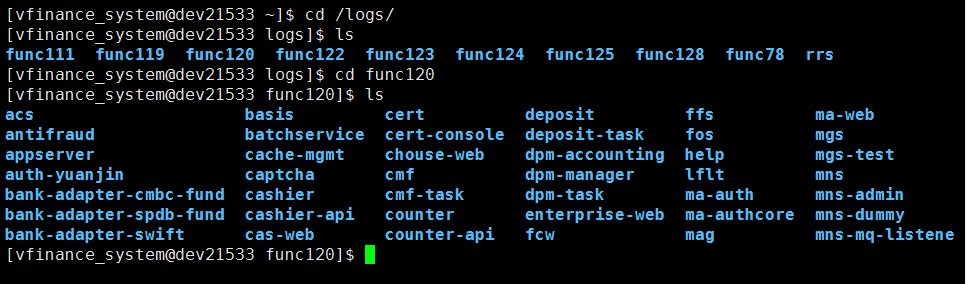 [vfinance_system@dev21533 ~]$ cd /logs/
[vfinance_system@dev21533 logs]$ ls
func111  func119  func120  func122  func123  func124  func125  func128  func78  rrs
[vfinance_system@dev21533 logs]$ cd func120
[vfinance_system@dev21533 func120]$ ls
acs                     basis         cert          deposit         ffs          ma-web
antifraud               batchservice  cert-console  deposit-task    fos          mgs
appserver               cache-mgmt    chouse-web    dpm-accounting  help         mgs-test
auth-yuanjin            captcha       cmf           dpm-manager     lflt         mns
bank-adapter-cmbc-fund  cashier       cmf-task      dpm-task        ma-auth      mns-admin
bank-adapter-spdb-fund  cashier-api   counter       enterprise-web  ma-authcore  mns-dummy
bank-adapter-swift      cas-web       counter-api   fcw             mag          mns-mq-listene
[vfinance_system@dev21533 func120]$